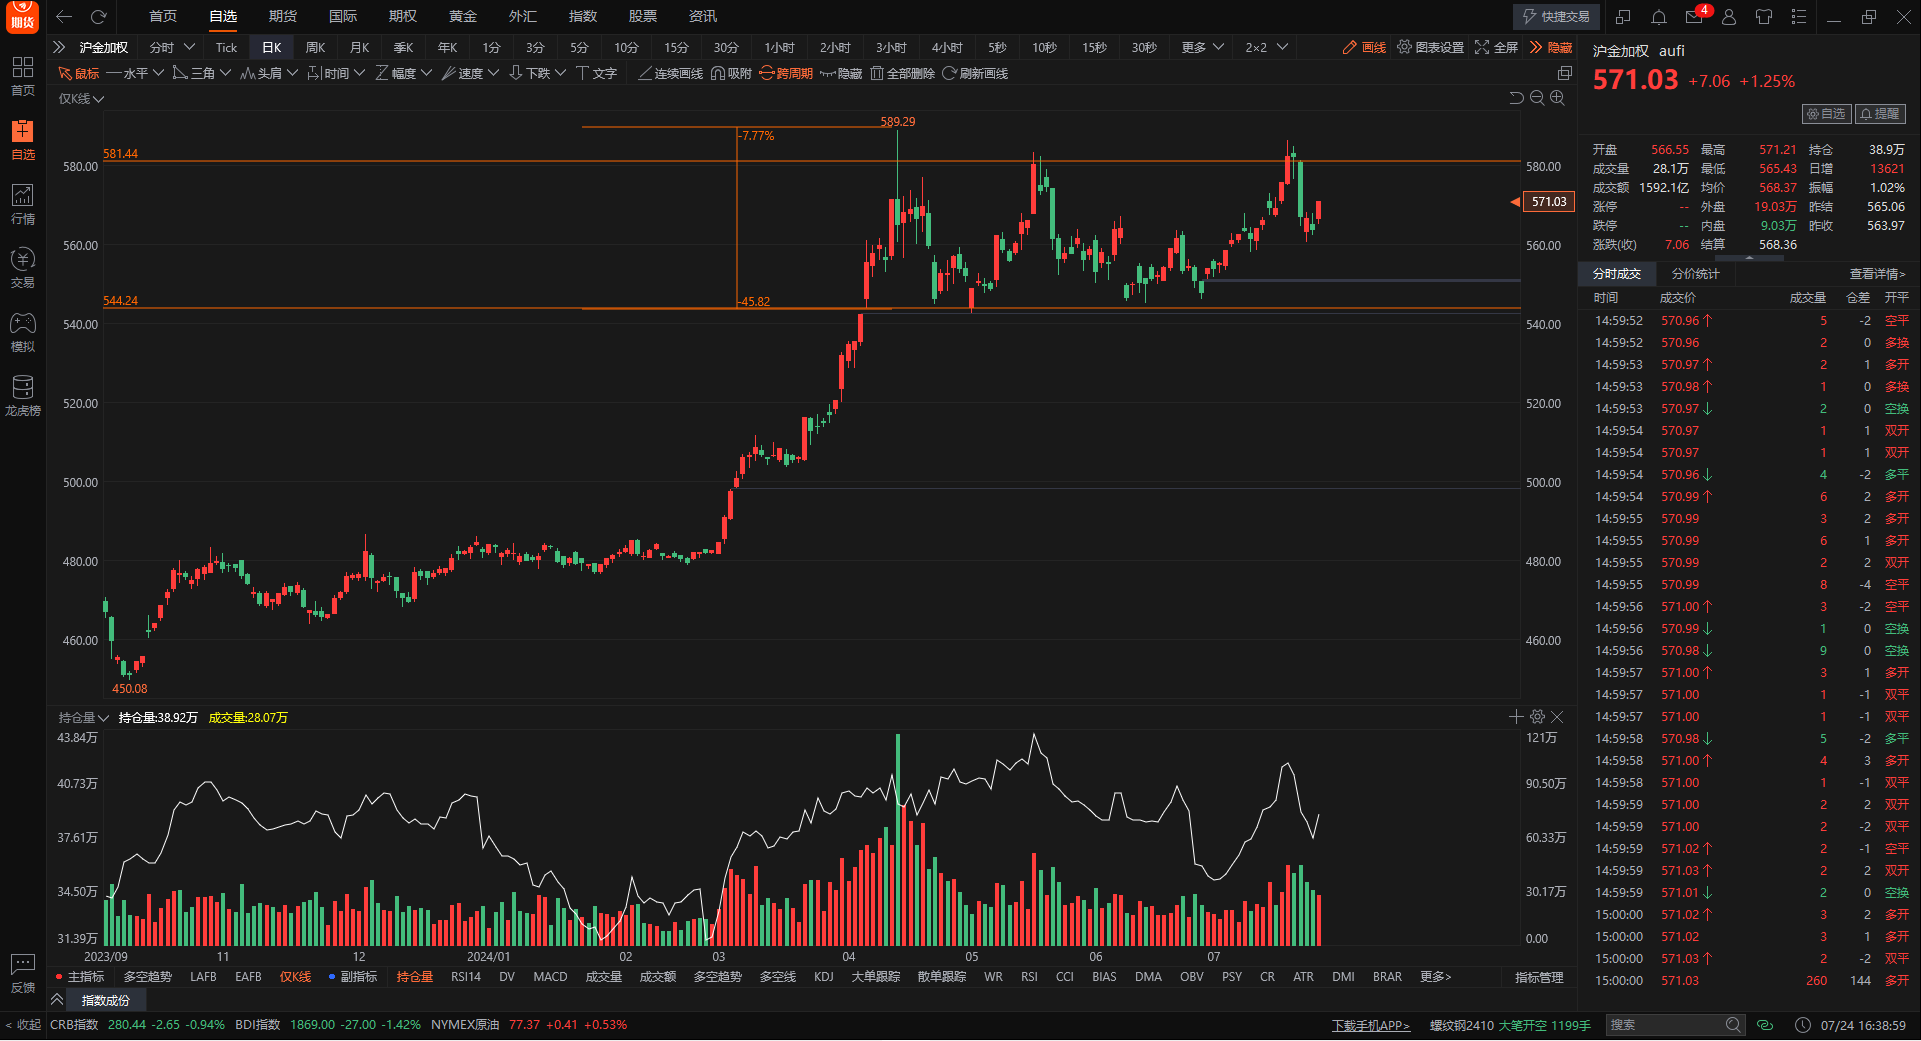 期货 首页 自选 期货 国际 期权 黄金 外汇 指数 股票 资讯 快捷交易 4
沪金加权 分时 Tick 日K 周K 月K 季K 年K 1分 3分 5分 10分 15分 30分 1小时 2小时 3小时 4小时 5秒 10秒 15秒 30秒 更多 2×2 画线 图表设置 全屏 隐藏
鼠标 水平 三角 头肩 时间 幅度 速度 下跌 文字 连续画线 吸附 跨周期 隐藏 全部删除 刷新画线
首页
自选
行情
交易
模拟
龙虎榜
反馈
< 收起
仅K线
589.29
-7.77%
581.44
580.00 580.00
571.03
560.00 560.00
544.24 -45.82
540.00 540.00
520.00 520.00
500.00 500.00
480.00 480.00
460.00 460.00
450.08
持仓量 持仓量:38.92万 成交量:28.07万
43.84万 121万
40.73万 90.50万
37.61万 60.33万
34.50万 30.17万
31.39万 0.00
2023/09 11 12 2024/01 02 03 04 05 06 07
主指标 多空趋势 LAFB EAFB 仅K线 副指标 持仓量 RSI14 DV MACD 成交量 成交额 多空趋势 多空线 KDJ 大单跟踪 散单跟踪 WR RSI CCI BIAS DMA OBV PSY CR ATR DMI BRAR 更多> 指标管理
指数成份
沪金加权 aufi
571.03 +7.06 +1.25%
自选 提醒
开盘 566.55 最高 571.21 持仓 38.9万
成交量 28.1万 最低 565.43 日增 13621
成交额 1592.1亿 均价 568.37 振幅 1.02%
涨停 -- 外盘 19.03万 昨结 565.06
跌停 -- 内盘 9.03万 昨收 563.97
涨跌(收) 7.06 结算 568.36
分时成交 分价统计 查看详情>
时间 成交价 成交量 仓差 开平
14:59:52 570.96↑ 5 -2 空平
14:59:52 570.96 2 0 多换
14:59:53 570.97↑ 2 1 多开
14:59:53 570.98↑ 1 0 多换
14:59:53 570.97↓ 2 0 空换
14:59:54 570.97 1 1 双开
14:59:54 570.97 1 1 双开
14:59:54 570.96↓ 4 -2 多平
14:59:54 570.99↑ 6 2 多开
14:59:55 570.99 3 2 多开
14:59:55 570.99 6 1 多开
14:59:55 570.99 2 2 双开
14:59:55 570.99 8 -4 空平
14:59:56 571.00↑ 3 -2 空平
14:59:56 570.99↓ 1 0 空换
14:59:56 570.98↓ 9 0 空换
14:59:57 571.00↑ 3 1 多开
14:59:57 571.00 1 -1 双平
14:59:57 571.00 1 -1 双平
14:59:58 570.98↓ 5 -2 多平
14:59:58 571.00↑ 4 3 多开
14:59:58 571.00 1 -1 双平
14:59:59 571.00 2 2 双开
14:59:59 571.00 2 -2 双平
14:59:59 571.02↑ 2 -1 空平
14:59:59 571.03↑ 2 2 双开
14:59:59 571.01↓ 2 0 空换
15:00:00 571.02↑ 3 2 多开
15:00:00 571.02 3 1 多开
15:00:00 571.03↑ 2 -2 双平
15:00:00 571.03 260 144 多开
CRB指数 280.44 -2.65 -0.94% BDI指数 1869.00 -27.00 -1.42% NYMEX原油 77.37 +0.41 +0.53% 下载手机APP> 螺纹钢2410 大笔开空 1199手 搜索 07/24 16:38:59